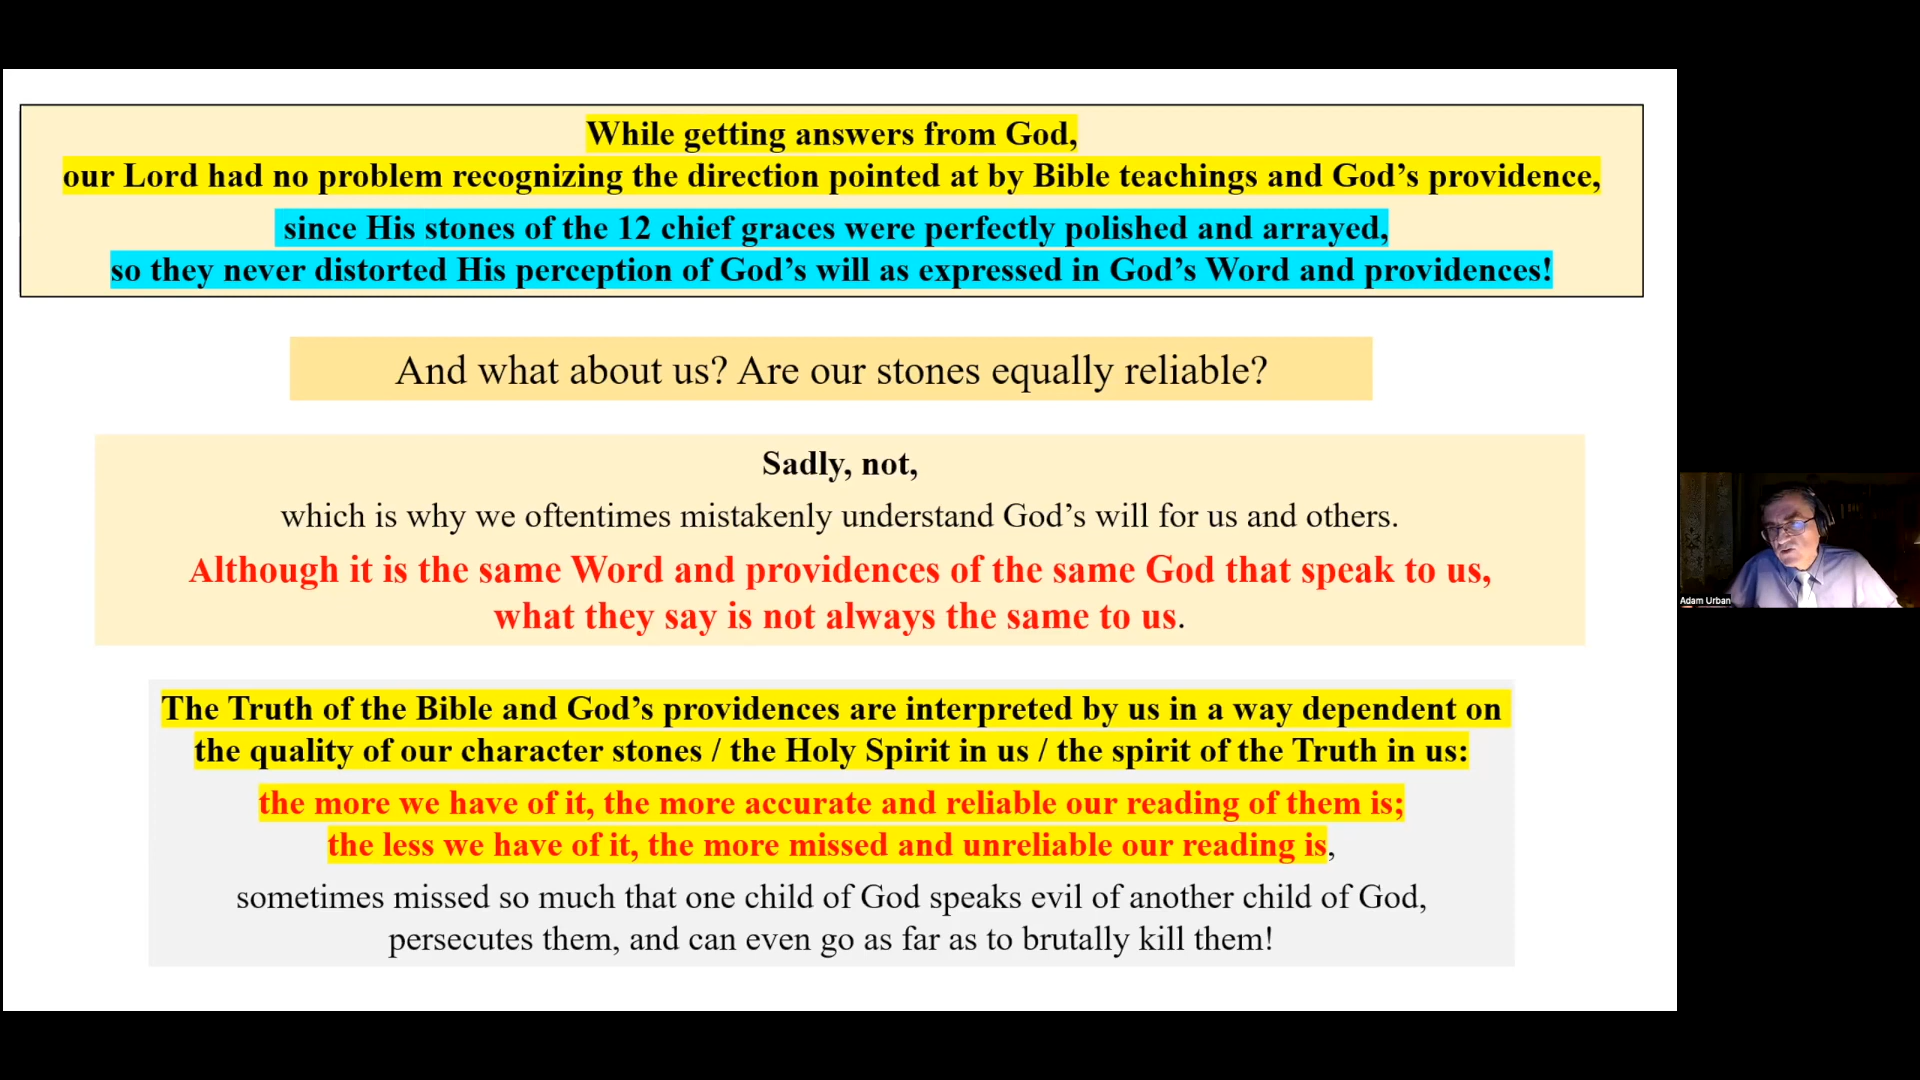 While getting answers from God,
our Lord had no problem recognizing the direction pointed at by Bible teachings and God’s providence,
since His stones of the 12 chief graces were perfectly polished and arrayed,
so they never distorted His perception of God’s will as expressed in God’s Word and providences!
And what about us? Are our stones equally reliable?
Sadly, not,
which is why we oftentimes mistakenly understand God’s will for us and others.
Although it is the same Word and providences of the same God that speak to us,
what they say is not always the same to us.
Adam Urban
The Truth of the Bible and God’s providences are interpreted by us in a way dependent on
the quality of our character stones / the Holy Spirit in us / the spirit of the Truth in us:
the more we have of it, the more accurate and reliable our reading of them is;
the less we have of it, the more missed and unreliable our reading is,
sometimes missed so much that one child of God speaks evil of another child of God,
persecutes them, and can even go as far as to brutally kill them!